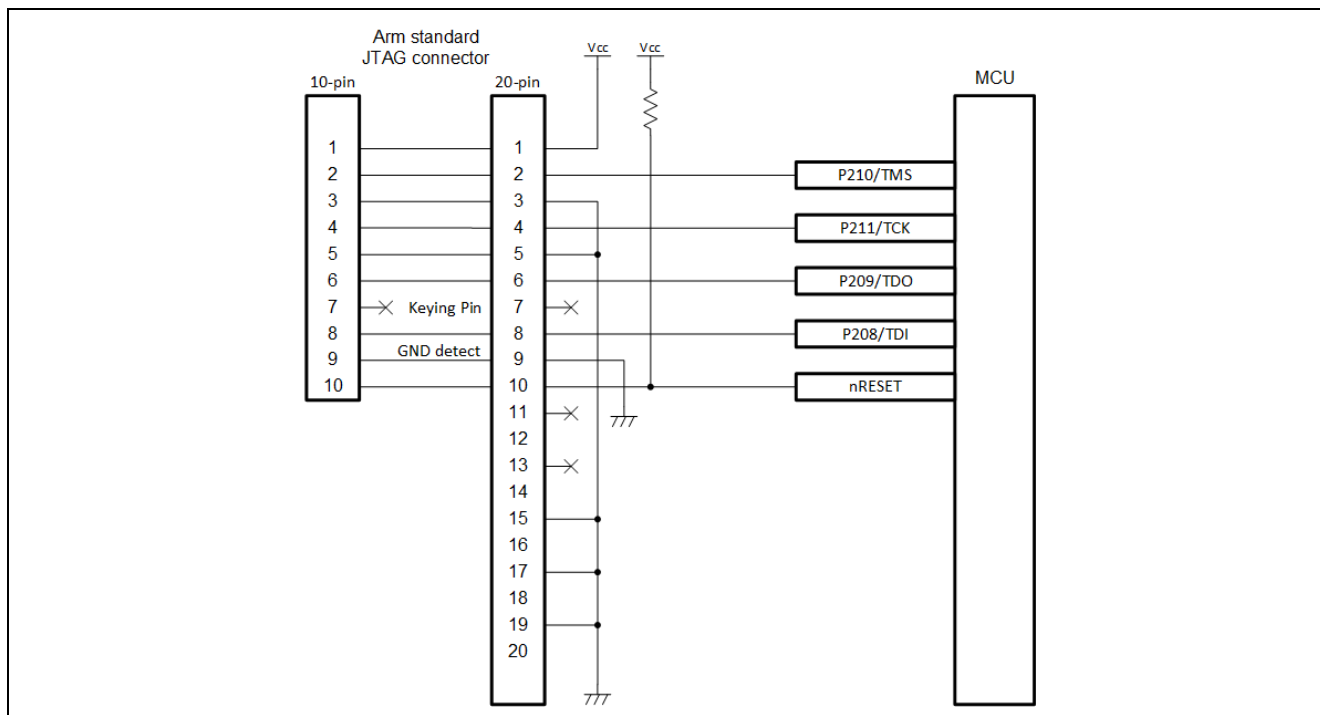 Arm standard
JTAG connector
Vcc Vcc
10-pin 20-pin MCU
1 1
2 2 P210/TMS
3 3
4 4 P211/TCK
5 5
6 6 P209/TDO
7 Keying Pin 7
8 8 P208/TDI
9 GND detect 9
10 10 nRESET
11
12
13
14
15
16
17
18
19
20